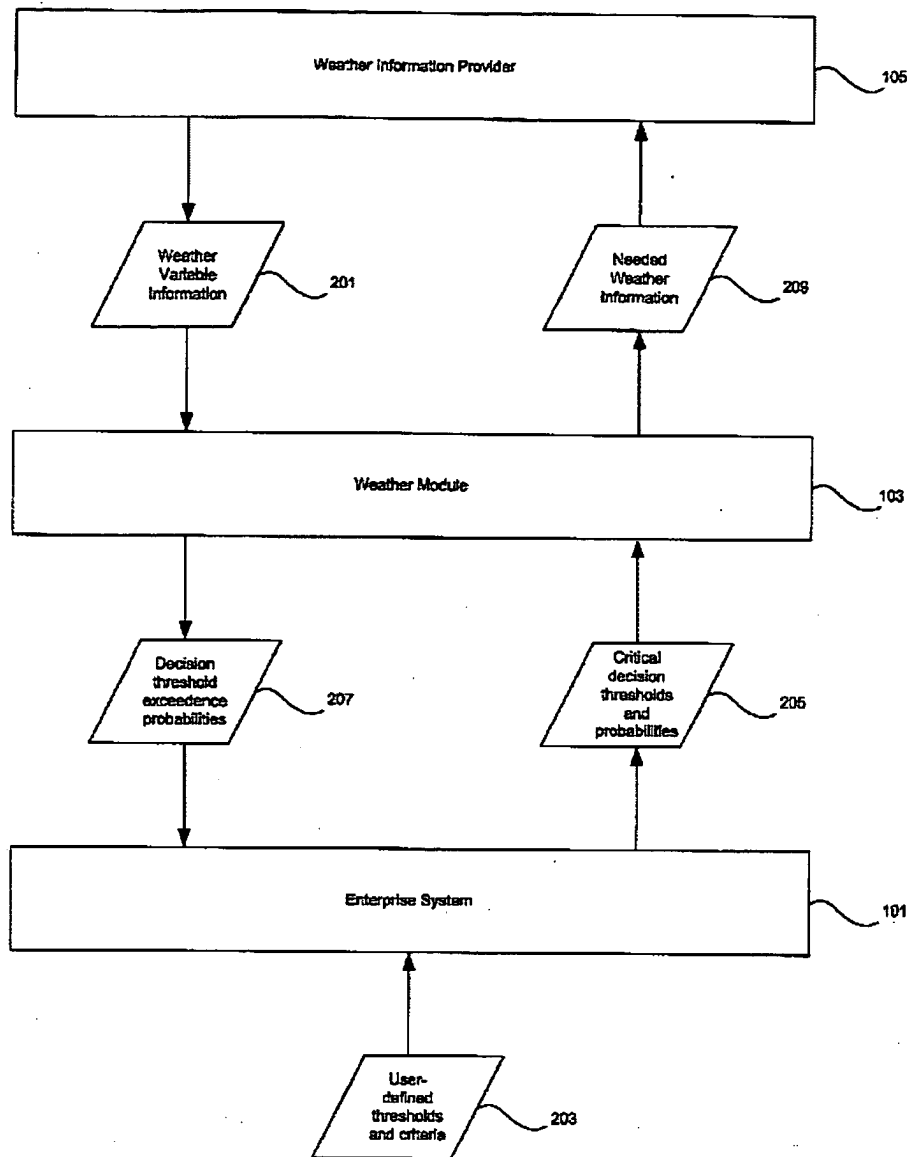 Weather Information Provider
105
Weather
Variable
Information
201
Needed
Weather
Information
209
Weather Module
103
Decision
threshold
exceedence
probabilities
207
Critical
decision
thresholds
and
probabilities
205
Enterprise System
101
User-
defined
thresholds
and criteria
203